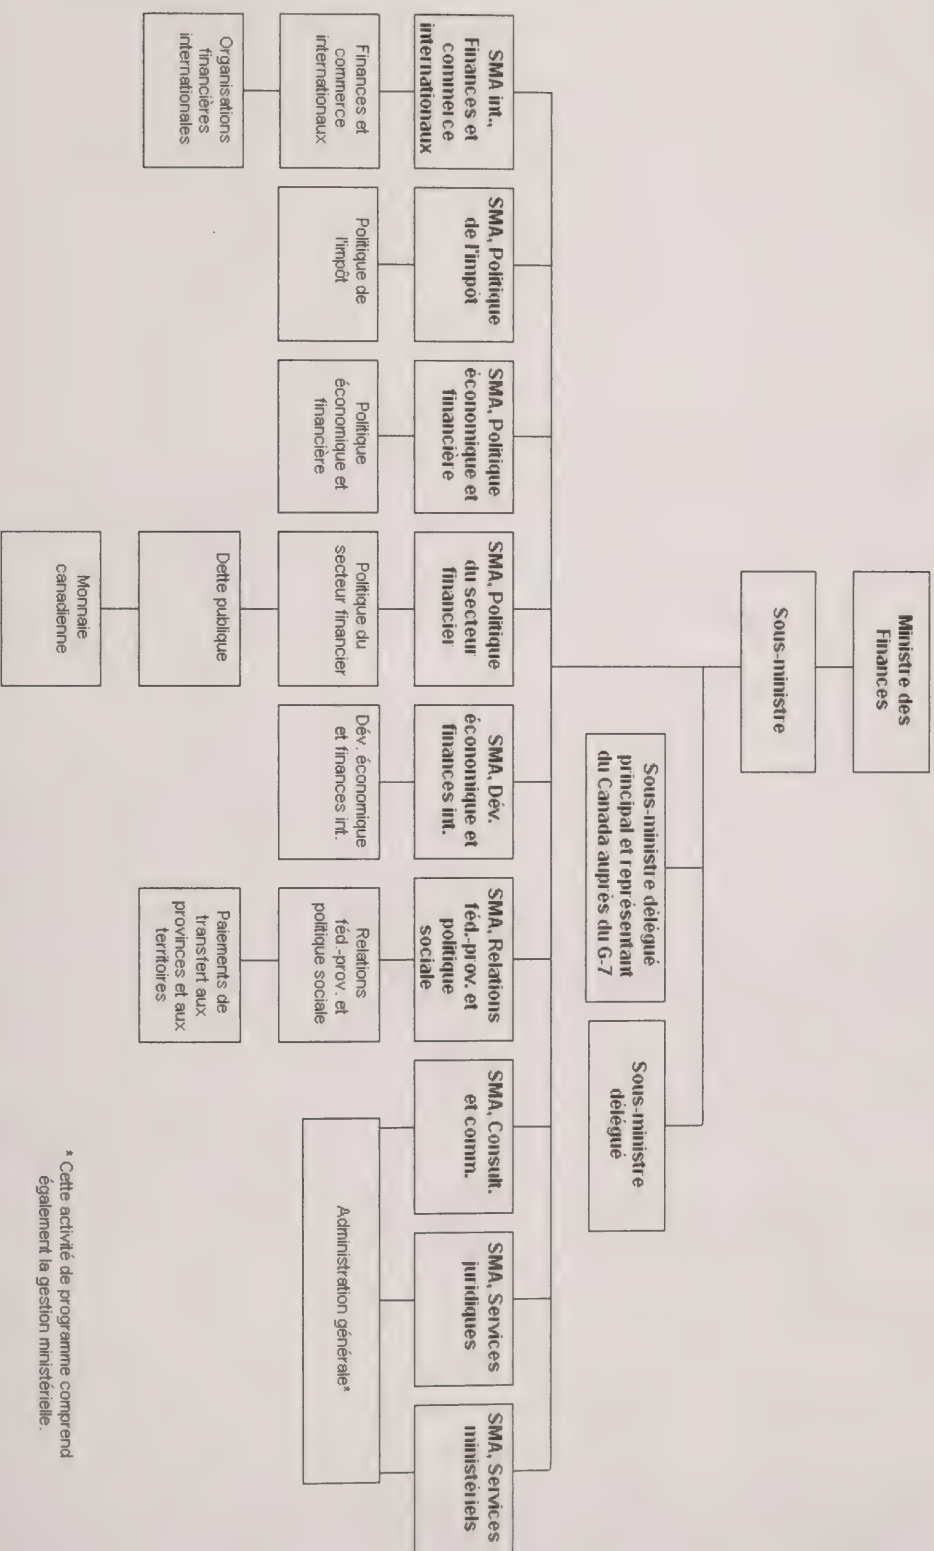 Ministre des
Finances
Sous-ministre
Sous-ministre délégué
principal et représentant
du Canada auprès du G-7
Sous-ministre
délégué
SMA int.,
Finances et
commerce
internationaux
SMA, Politique
de l'impôt
SMA, Politique
économique et
financière
SMA, Politique
du secteur
financier
SMA, Dév.
économique et
finances int.
SMA, Relations
féd.-prov. et
politique
sociale
SMA, Consult.
et comm.
SMA, Services
juridiques
SMA, Services
ministériels
Finances et
commerce
internationaux
Politique de
l'impôt
Politique
économique et
financière
Politique du
secteur financier
Dév. économique
et finances int.
Relations
féd.-prov. et
politique sociale
Administration générale*
Organisations
financières
internationales
Dette publique
Paiements de
transfert aux
provinces et aux
territoires
Monnaie
canadienne
* Cette activité de programme comprend
également la gestion ministérielle.